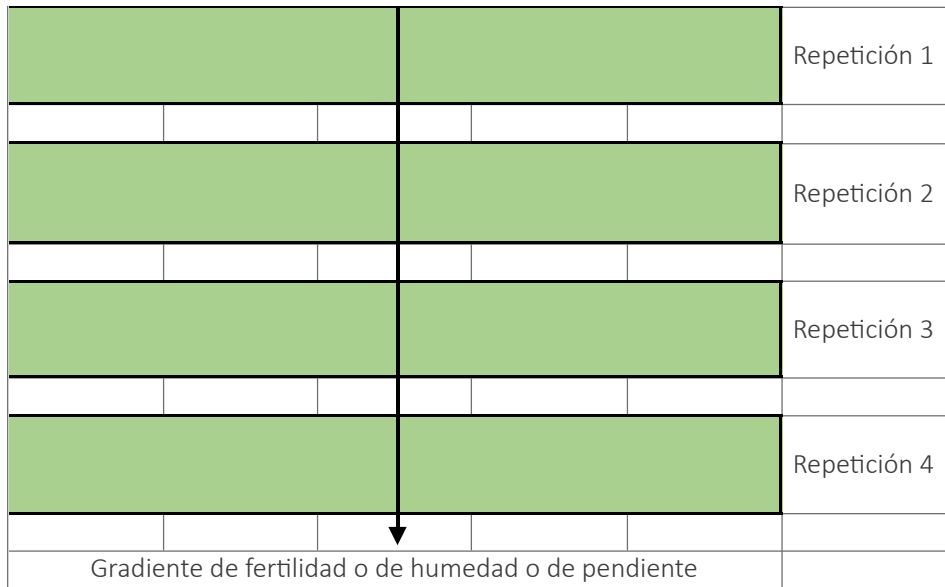 Repetición 1
Repetición 2
Repetición 3
Repetición 4
Gradiente de fertilidad o de humedad o de pendiente